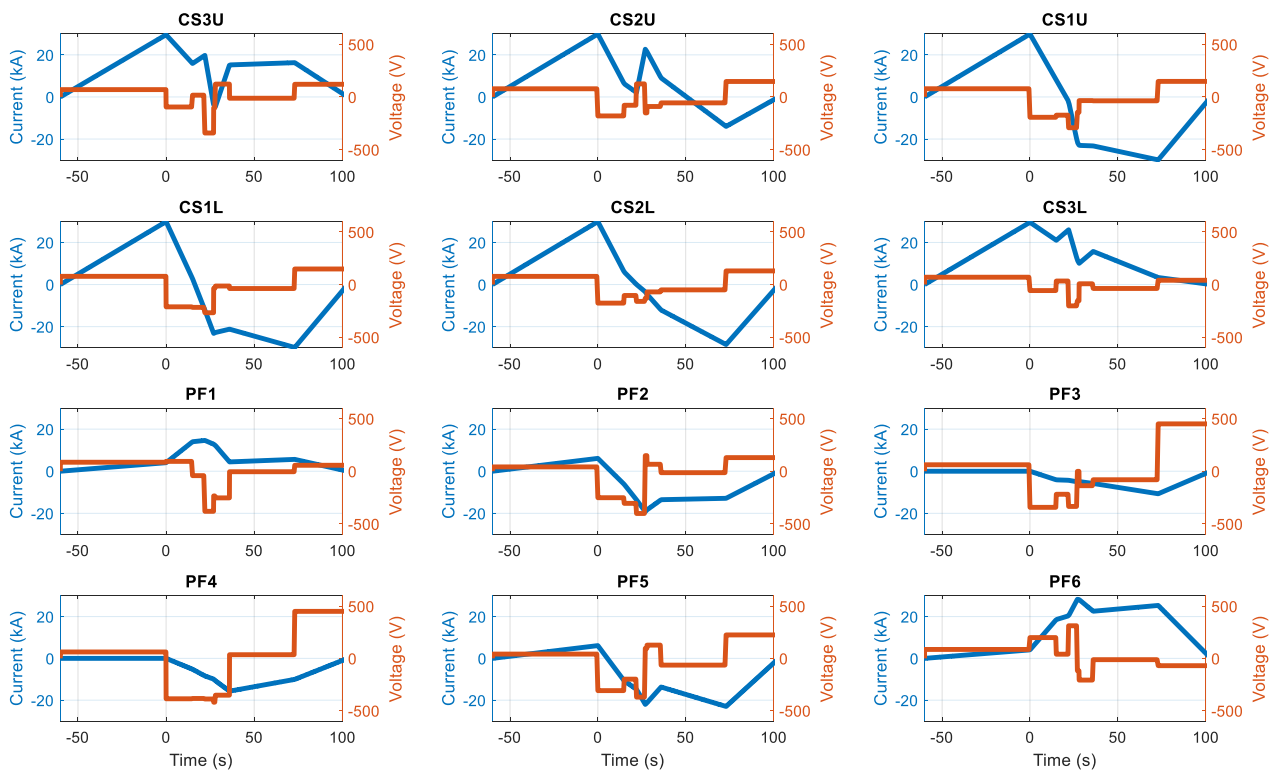 CS3U CS2U CS1U
Current (kA) 20 0 -20 500 0 -500 Voltage (V) Current (kA) 20 0 -20 500 0 -500 Voltage (V) Current (kA) 20 0 -20 500 0 -500 Voltage (V)
-50 0 50 100 -50 0 50 100 -50 0 50 100
CS1L CS2L CS3L
Current (kA) 20 0 -20 500 0 -500 Voltage (V) Current (kA) 20 0 -20 500 0 -500 Voltage (V) Current (kA) 20 0 -20 500 0 -500 Voltage (V)
-50 0 50 100 -50 0 50 100 -50 0 50 100
PF1 PF2 PF3
Current (kA) 20 0 -20 500 0 -500 Voltage (V) Current (kA) 20 0 -20 500 0 -500 Voltage (V) Current (kA) 20 0 -20 500 0 -500 Voltage (V)
-50 0 50 100 -50 0 50 100 -50 0 50 100
PF4 PF5 PF6
Current (kA) 20 0 -20 500 0 -500 Voltage (V) Current (kA) 20 0 -20 500 0 -500 Voltage (V) Current (kA) 20 0 -20 500 0 -500 Voltage (V)
-50 0 50 100 -50 0 50 100 -50 0 50 100
Time (s) Time (s) Time (s)